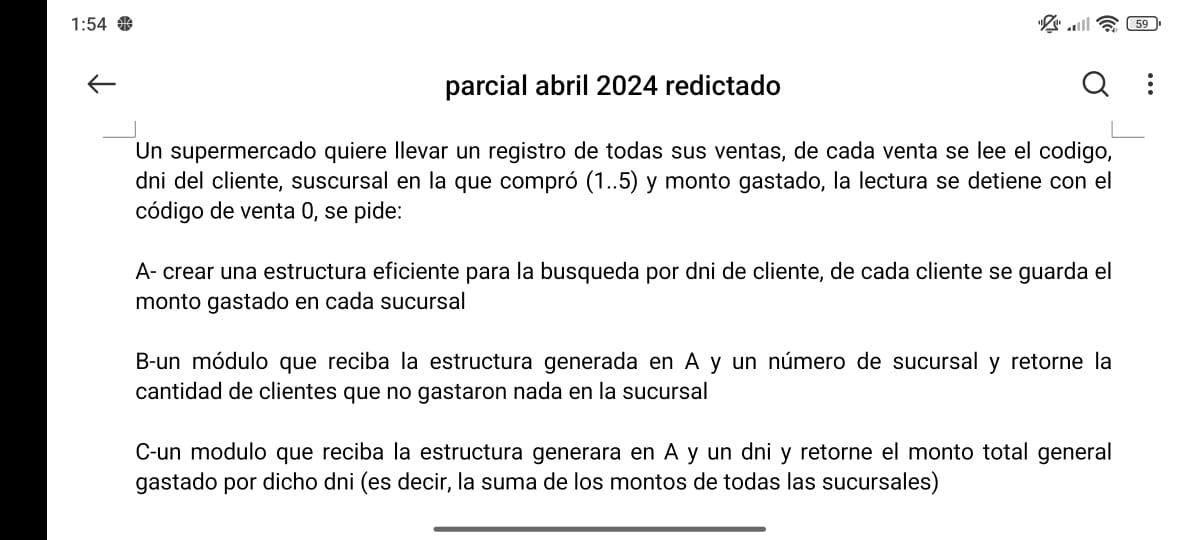 1:54
59
parcial abril 2024 redictado
Un supermercado quiere llevar un registro de todas sus ventas, de cada venta se lee el codigo,
dni del cliente, suscursal en la que compró (1..5) y monto gastado, la lectura se detiene con el
código de venta 0, se pide:
A- crear una estructura eficiente para la busqueda por dni de cliente, de cada cliente se guarda el
monto gastado en cada sucursal
B-un módulo que reciba la estructura generada en A y un número de sucursal y retorne la
cantidad de clientes que no gastaron nada en la sucursal
C-un modulo que reciba la estructura generara en A y un dni y retorne el monto total general
gastado por dicho dni (es decir, la suma de los montos de todas las sucursales)